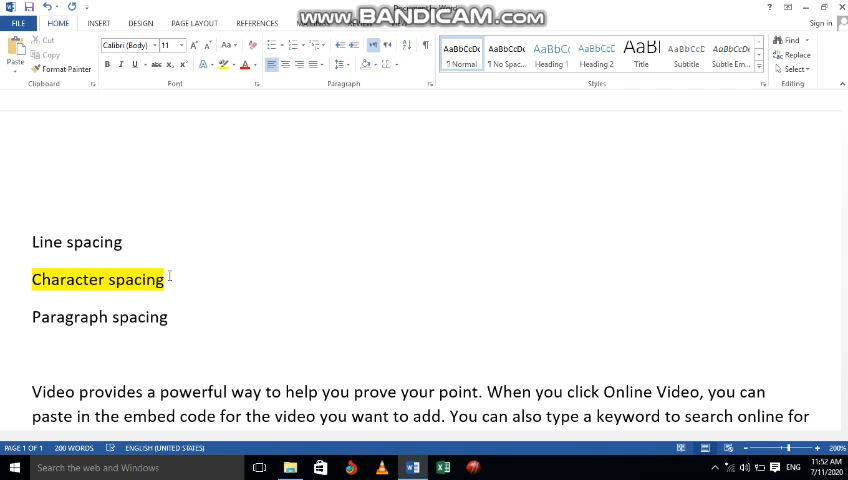 www.BANDICAM.com
Sign in
FILE HOME INSERT DESIGN PAGE LAYOUT REFERENCES
Paste Cut Copy Format Painter
Calibri (Body) 11 Aa
B I U abc X₂ X² A A
AaBbCcDc AaBbCcDc AaBbCc AaBbCcD AaBl AaBbCcD AaBbCcDc
¶ Normal ¶ No Spac... Heading 1 Heading 2 Title Subtitle Subtle Em...
Find
Replace
Select
Clipboard Font Paragraph Styles Editing
Line spacing
Character spacing
Paragraph spacing
Video provides a powerful way to help you prove your point. When you click Online Video, you can
paste in the embed code for the video you want to add. You can also type a keyword to search online for
PAGE 1 OF 1 200 WORDS ENGLISH (UNITED STATES) 200%
Search the web and Windows
ENG 11:52 AM
7/11/2020